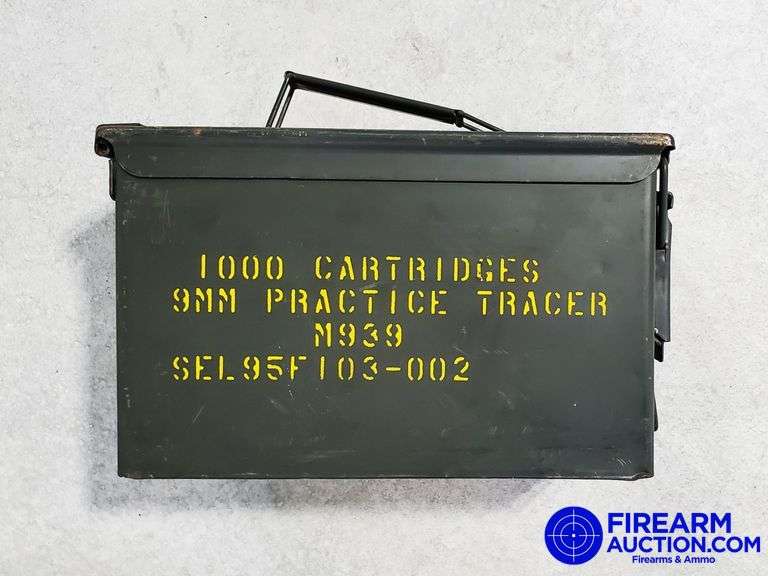 1000 CARTRIDGES
9MM PRACTICE TRACER
M939
SEL95F103-002
FIREARM
AUCTION.COM
Firearms & Ammo